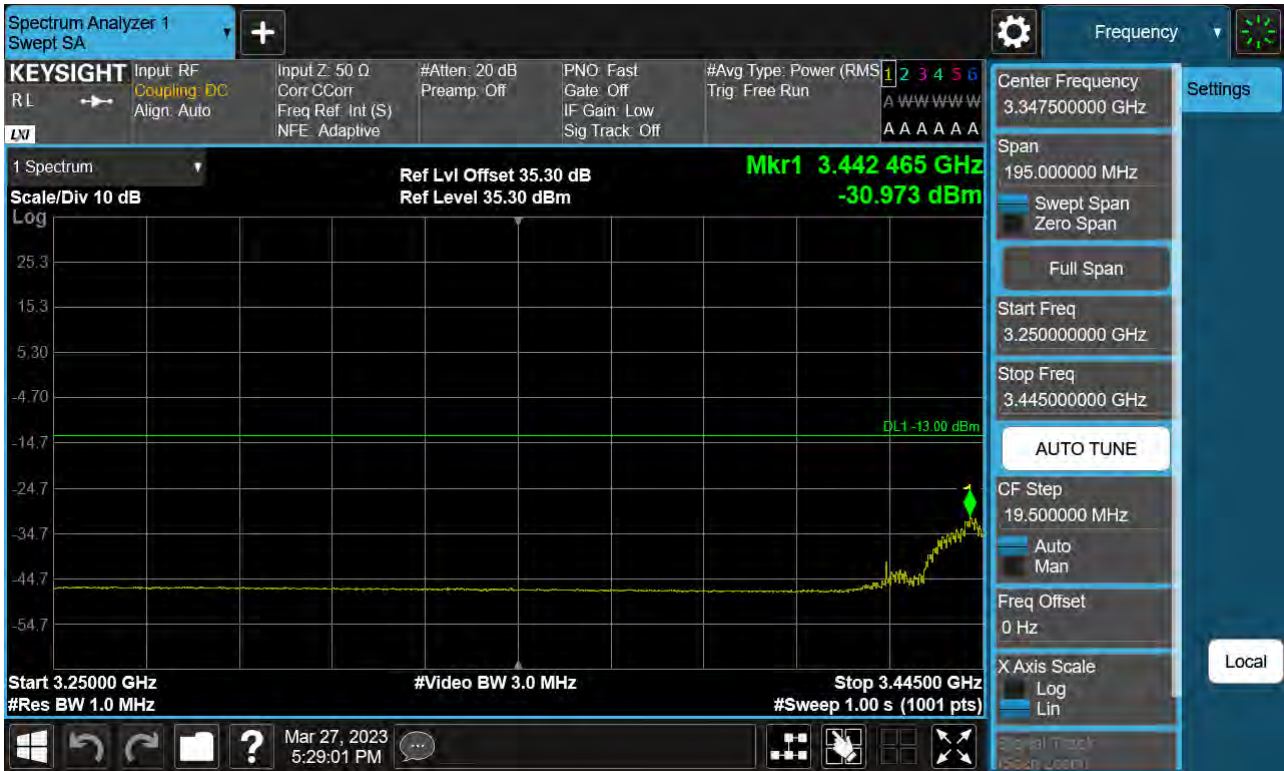 Spectrum Analyzer 1
Swept SA
+
Frequency
KEYSIGHT
RL
LXI
Input: RF
Coupling: DC
Align: Auto
Input Z: 50 Ω
Corr CCorr
Freq Ref: Int (S)
NFE: Adaptive
#Atten: 20 dB
Preamp: Off
PNO: Fast
Gate: Off
IF Gain: Low
Sig Track: Off
#Avg Type: Power (RMS
Trig: Free Run
1 2 3 4 5 6
A W W W W W
A A A A A A
1 Spectrum
Scale/Div 10 dB
Log
Ref Lvl Offset 35.30 dB
Ref Level 35.30 dBm
Mkr1 3.442 465 GHz
-30.973 dBm
25.3
15.3
5.30
-4.70
-14.7
-24.7
-34.7
-44.7
-54.7
DL1 -13.00 dBm
1
Start 3.25000 GHz
#Res BW 1.0 MHz
#Video BW 3.0 MHz
Stop 3.44500 GHz
#Sweep 1.00 s (1001 pts)
Center Frequency
3.347500000 GHz
Span
195.000000 MHz
Swept Span
Zero Span
Full Span
Start Freq
3.250000000 GHz
Stop Freq
3.445000000 GHz
AUTO TUNE
CF Step
19.500000 MHz
Auto
Man
Freq Offset
0 Hz
X Axis Scale
Log
Lin
Signal Track
(Span Zoom)
Settings
Local
?
Mar 27, 2023
5:29:01 PM